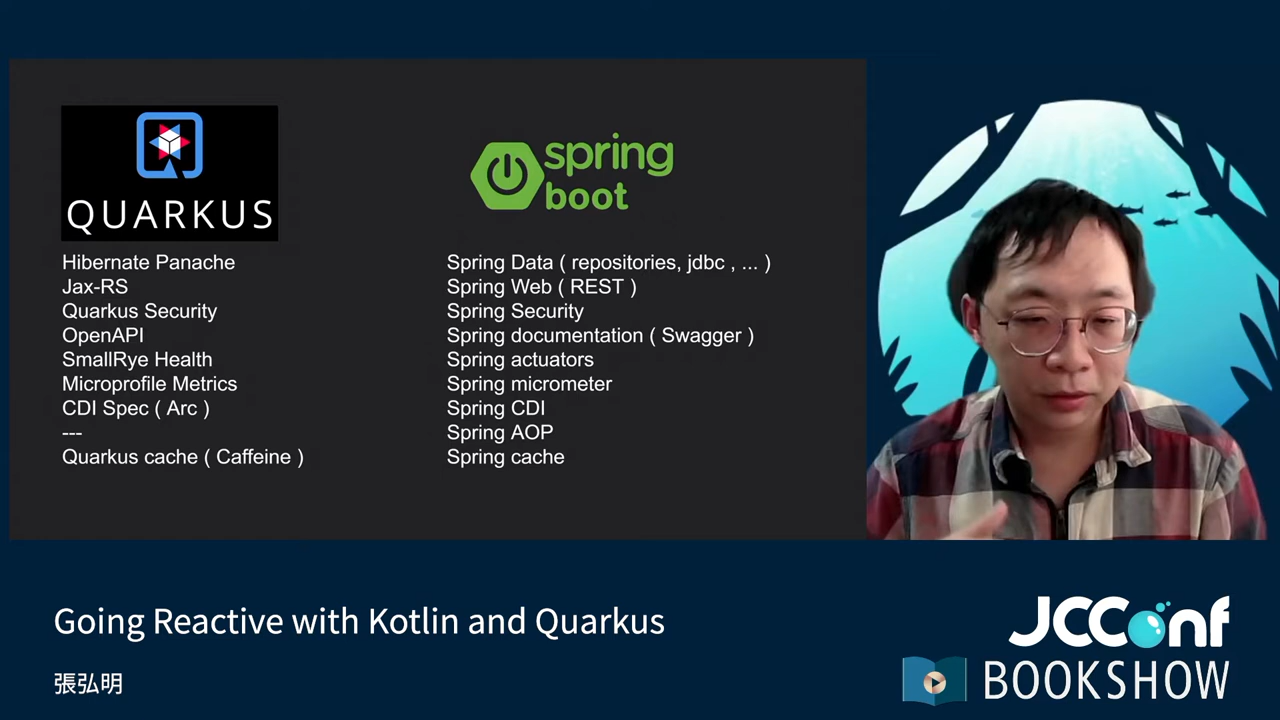 QUARKUS
Hibernate Panache
Jax-RS
Quarkus Security
OpenAPI
SmallRye Health
Microprofile Metrics
CDI Spec ( Arc )
---
Quarkus cache ( Caffeine )
spring
boot
Spring Data ( repositories, jdbc , ... )
Spring Web ( REST )
Spring Security
Spring documentation ( Swagger )
Spring actuators
Spring micrometer
Spring CDI
Spring AOP
Spring cache
Going Reactive with Kotlin and Quarkus
張弘明
JCConf
BOOKSHOW